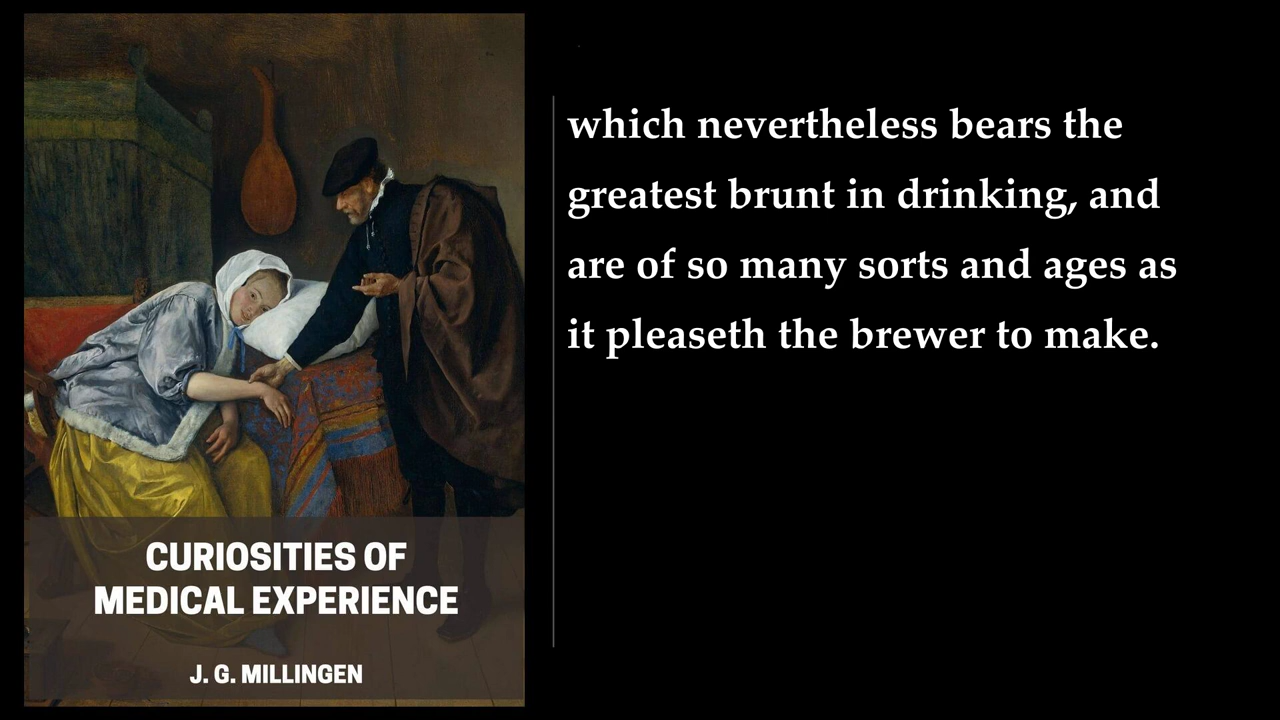 which nevertheless bears the
greatest brunt in drinking, and
are of so many sorts and ages as
it pleaseth the brewer to make.
CURIOSITIES OF
MEDICAL EXPERIENCE
J. G. MILLINGEN